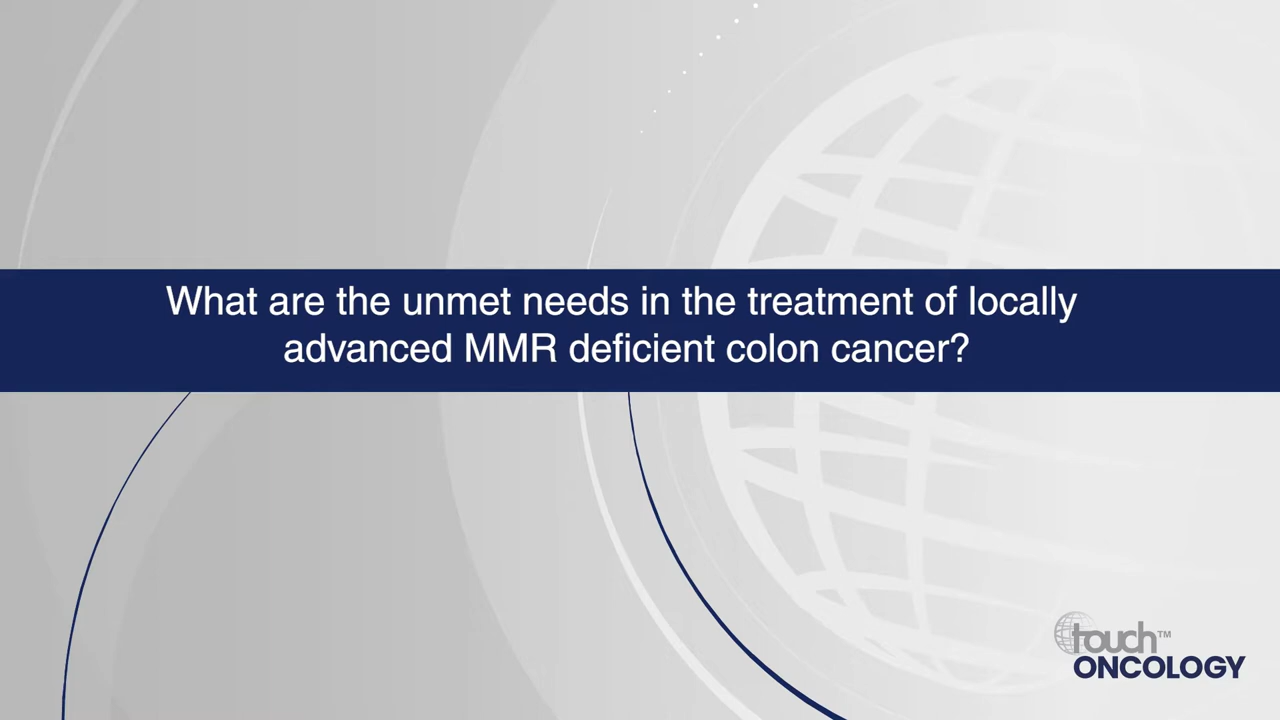 What are the unmet needs in the treatment of locally
advanced MMR deficient colon cancer?
touch™
ONCOLOGY